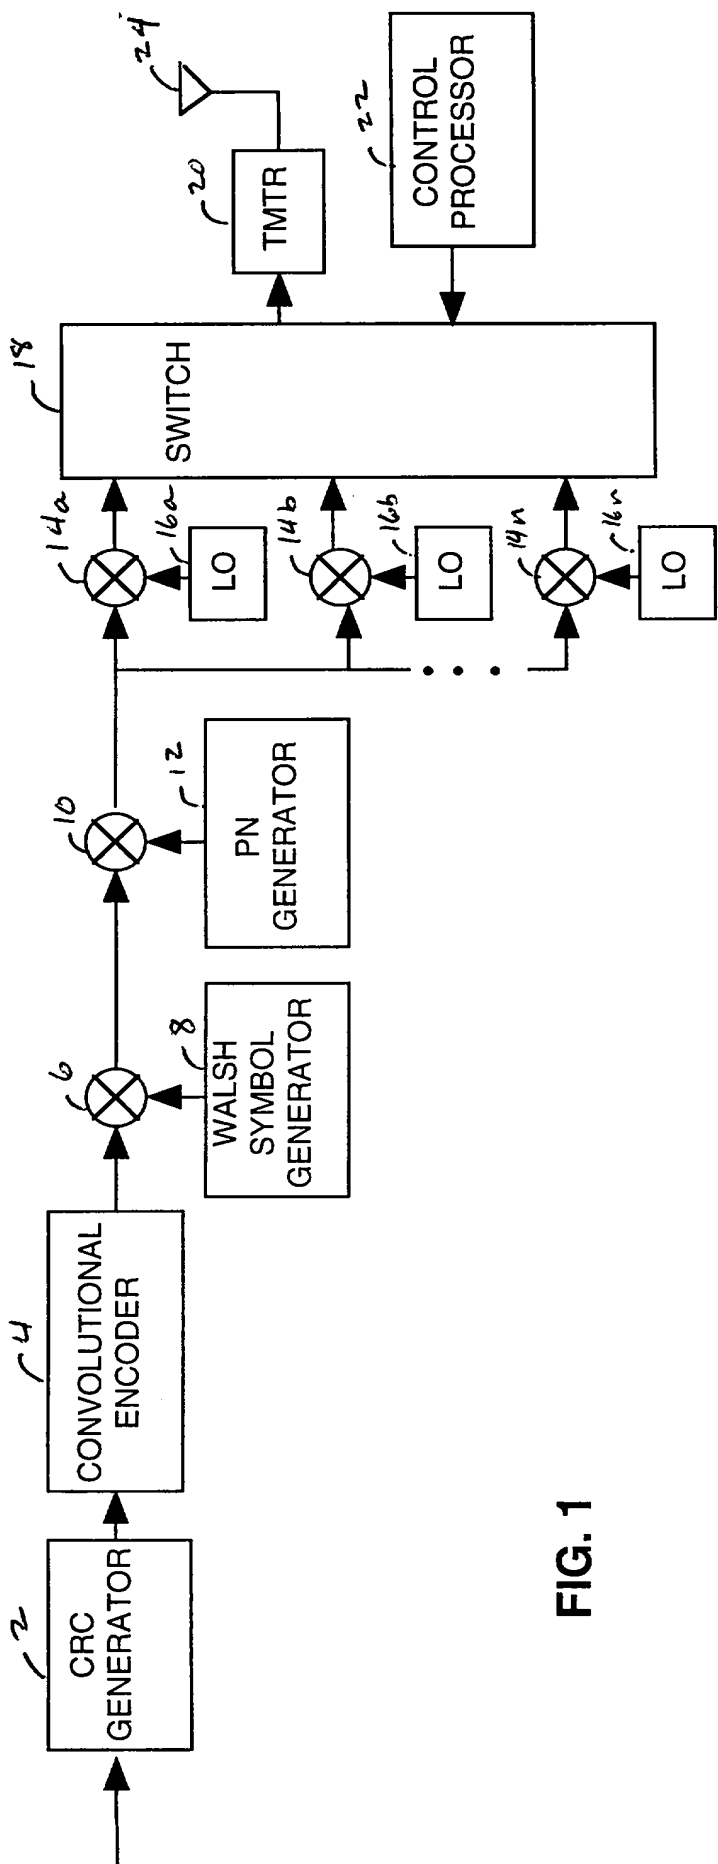 2
CRC
GENERATOR
4
CONVOLUTIONAL
ENCODER
6
8
WALSH
SYMBOL
GENERATOR
10
12
PN
GENERATOR
14a
16a
LO
14b
16b
LO
14n
16n
LO
18
SWITCH
20
TMTR
24
22
CONTROL
PROCESSOR
FIG. 1